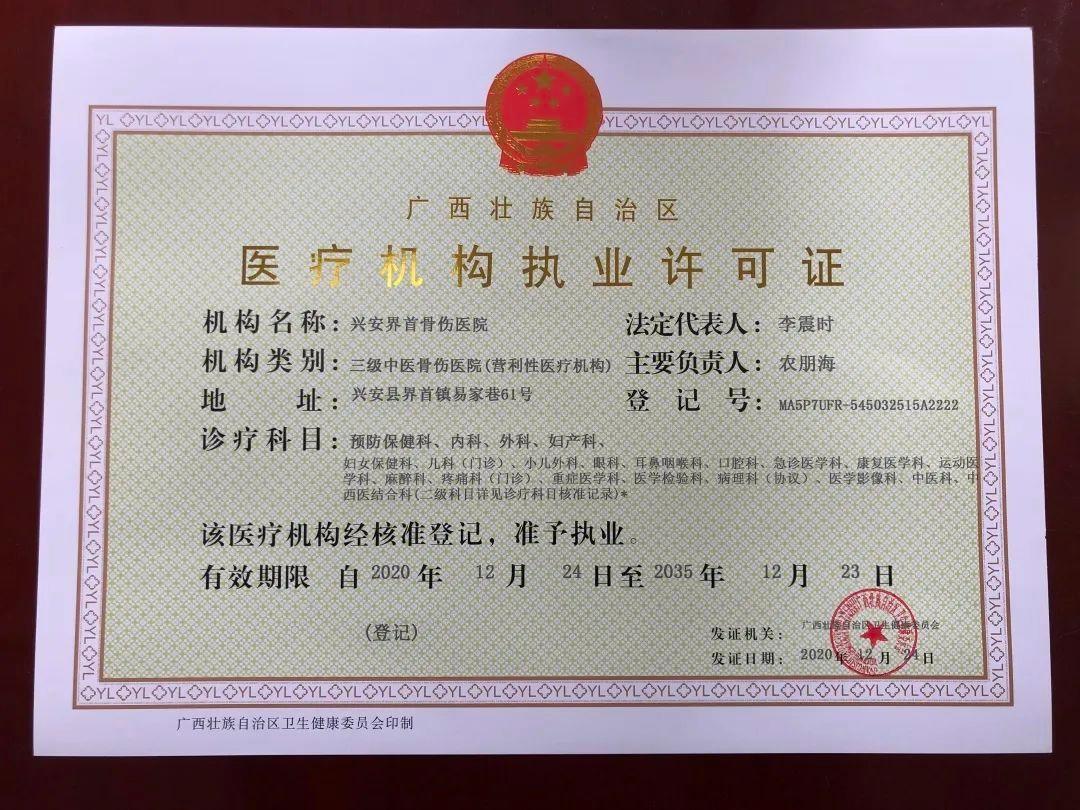 广西壮族自治区
医疗机构执业许可证
机构名称：兴安界首骨伤医院 法定代表人：李震时
机构类别：三级中医骨伤医院(营利性医疗机构) 主要负责人：农朋海
地 址：兴安县界首镇易家巷61号 登 记 号：MA5P7UFR-545032515A2222
诊疗科目：预防保健科、内科、外科、妇产科、
妇女保健科、儿科（门诊）、小儿外科、眼科、耳鼻咽喉科、口腔科、急诊医学科、康复医学科、运动医
学科、麻醉科、疼痛科（门诊）、重症医学科、医学检验科、病理科（协议）、医学影像科、中医科、中
西医结合科(二级科目详见诊疗科目核准记录)*
该医疗机构经核准登记，准予执业。
有效期限 自 2020 年 12 月 24 日至 2035 年 12 月 23 日
(登记)
发证机关：广西壮族自治区卫生健康委员会
发证日期：2020 年 12 月 24 日
广西壮族自治区卫生健康委员会印制